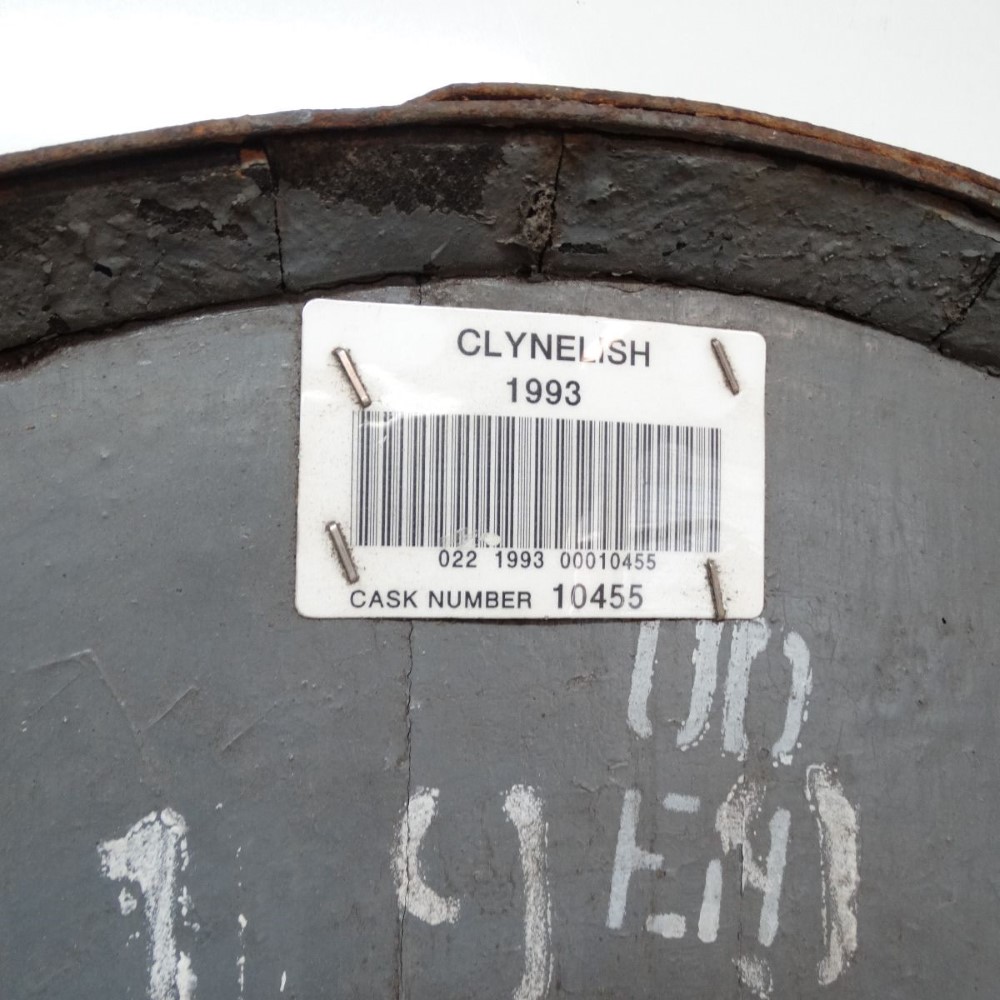 CLYNELISH
1993
022 1993 00010455
CASK NUMBER 10455